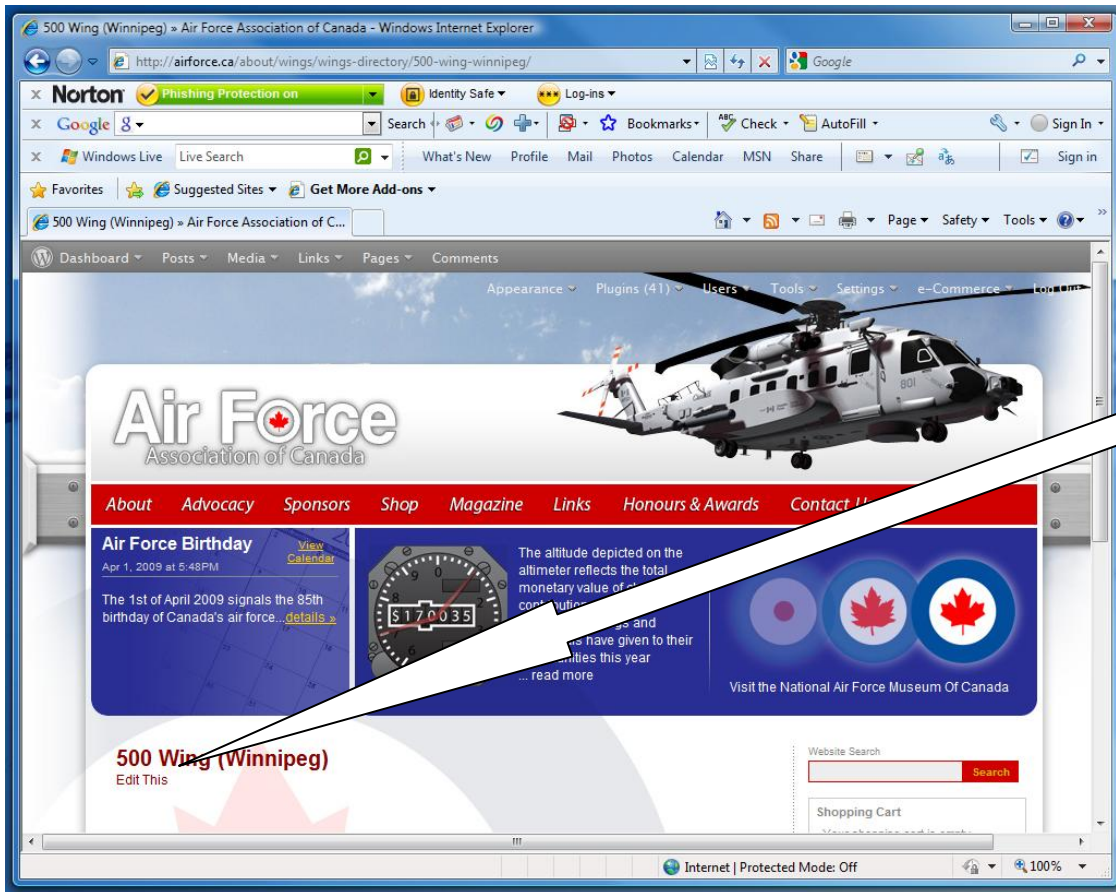 500 Wing (Winnipeg) » Air Force Association of Canada - Windows Internet Explorer
http://airforce.ca/about/wings/wings-directory/500-wing-winnipeg/
Google
Norton Phishing Protection on Identity Safe Log-ins
Google Search Bookmarks ABC Check AutoFill Sign In
Windows Live Live Search What's New Profile Mail Photos Calendar MSN Share Sign in
Favorites Suggested Sites Get More Add-ons
500 Wing (Winnipeg) » Air Force Association of C... Page Safety Tools
Dashboard Posts Media Links Pages Comments
Appearance Plugins (41) Users Tools Settings e-Commerce Log Out
801
Air Force
Association of Canada
About Advocacy Sponsors Shop Magazine Links Honours & Awards Contact
Air Force Birthday
View Calendar
Apr 1, 2009 at 5:48PM
The 1st of April 2009 signals the 85th
birthday of Canada's air force...details »
$170035
The altitude depicted on the
altimeter reflects the total
monetary value of
have given to their
this year
... read more
Visit the National Air Force Museum Of Canada
500 Wing (Winnipeg)
Edit This
Website Search
Search
Shopping Cart
Internet | Protected Mode: Off
100%